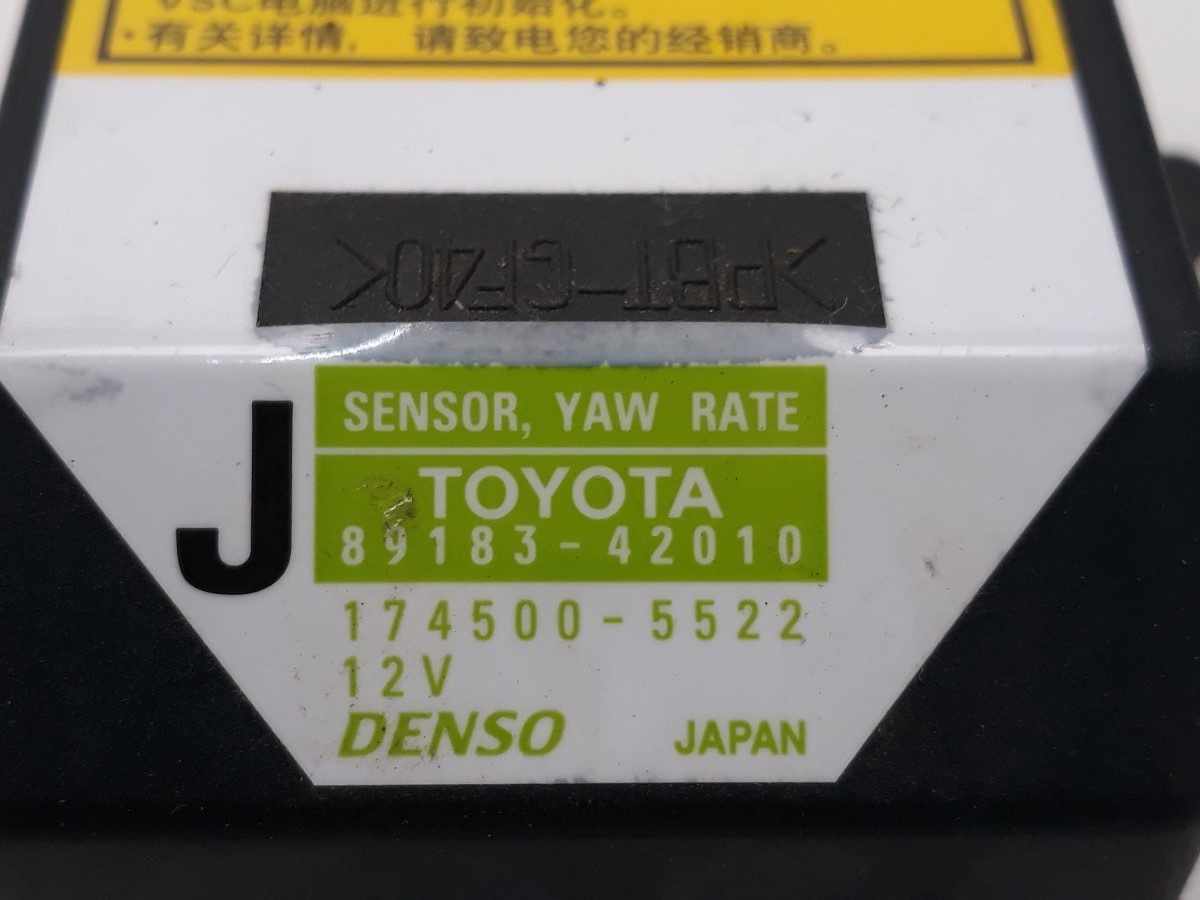 VSC电脑进行初始化。
·有关详情, 请致电您的经销商。
>PBT-GF40<
J
SENSOR, YAW RATE
TOYOTA
89183-42010
174500-5522
12V
DENSO JAPAN